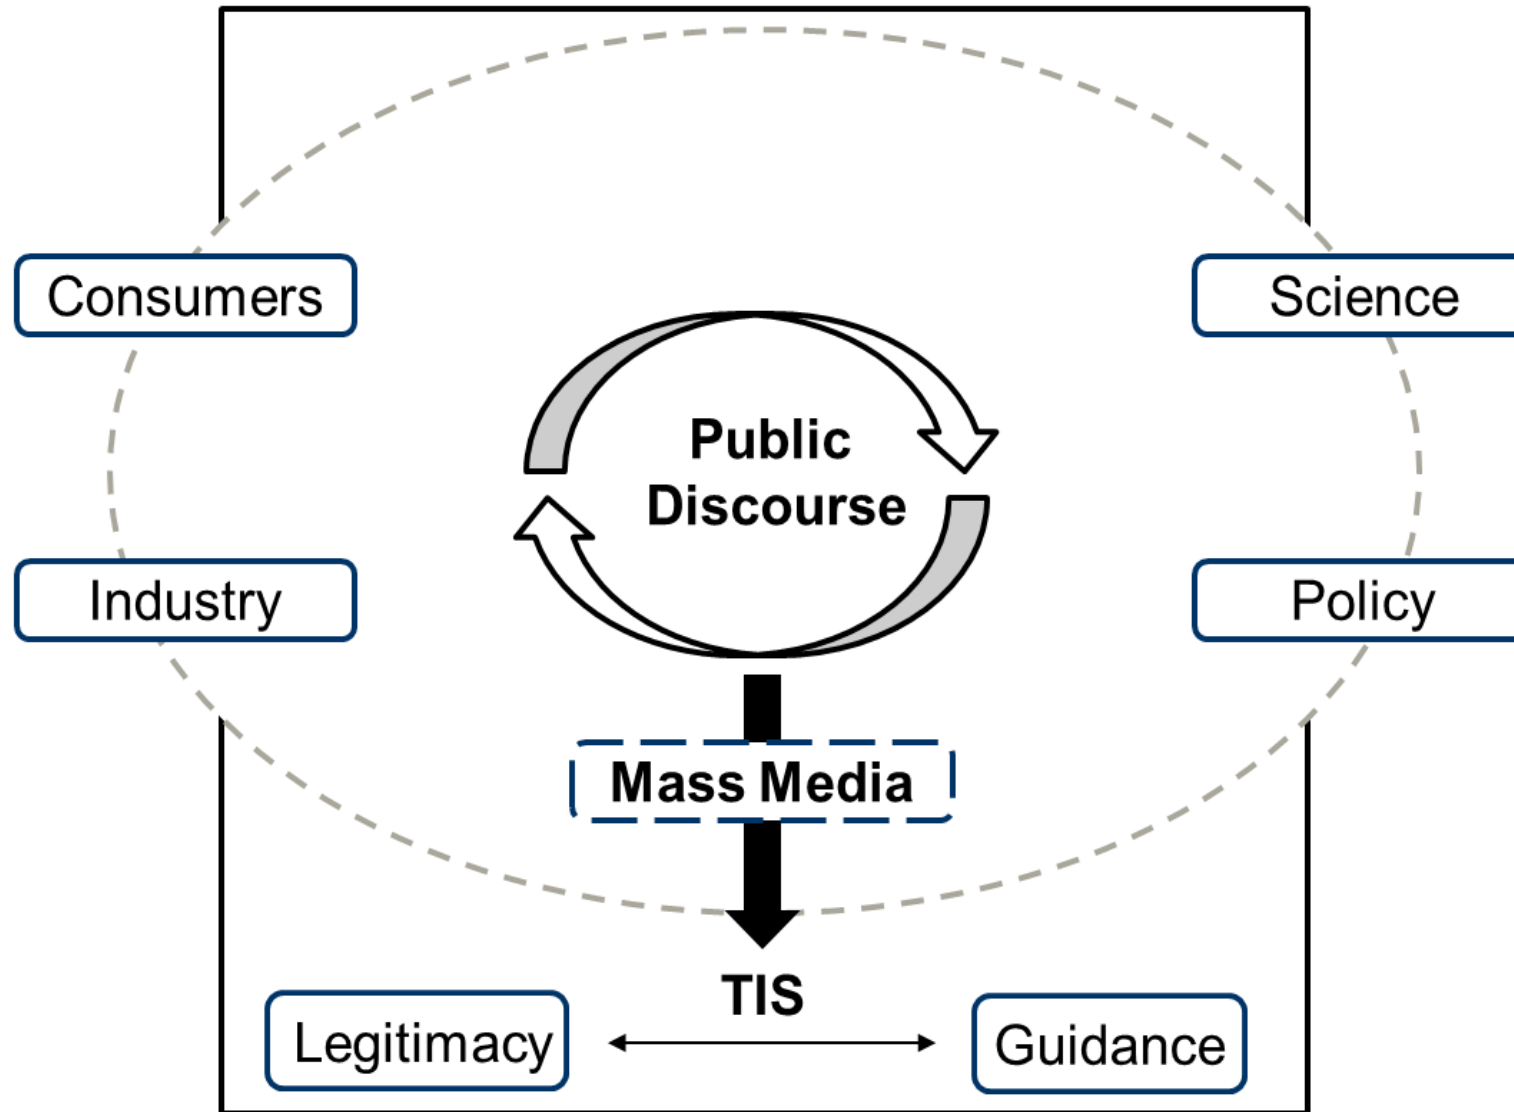 Consumers
Science
Public
Discourse
Industry
Policy
Mass Media
TIS
Legitimacy
Guidance